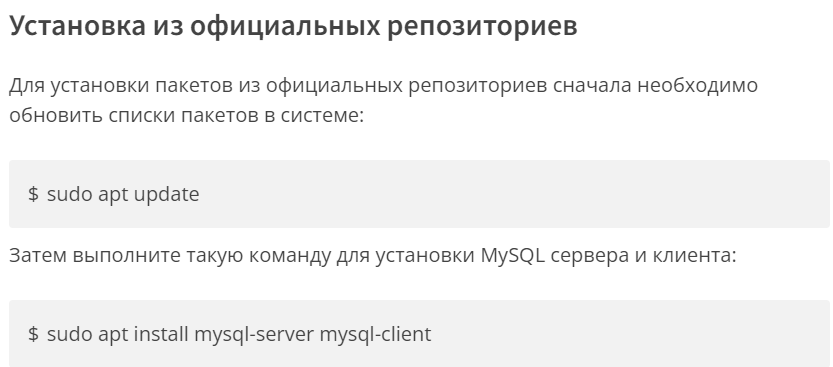 Установка из официальных репозиториев
Для установки пакетов из официальных репозиториев сначала необходимо
обновить списки пакетов в системе:
$ sudo apt update
Затем выполните такую команду для установки MySQL сервера и клиента:
$ sudo apt install mysql-server mysql-client